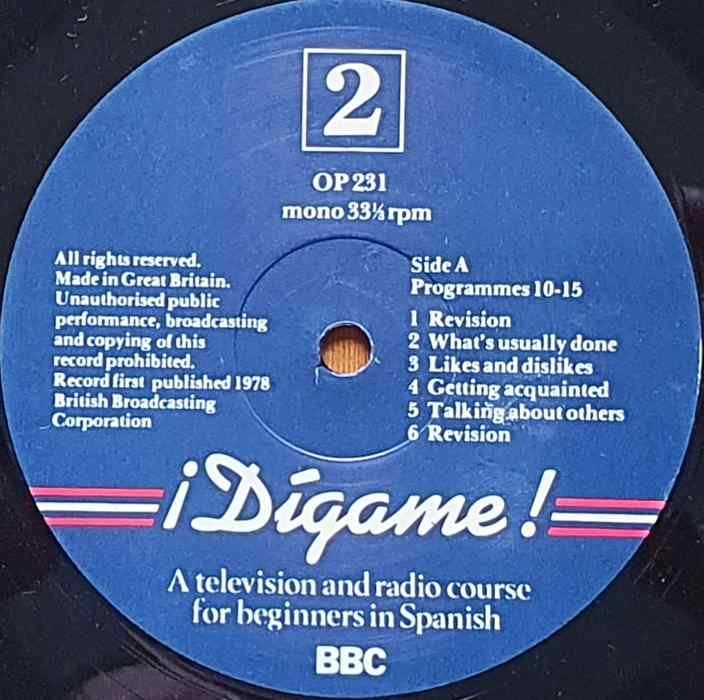 2
OP 231
mono 33⅓ rpm
All rights reserved.
Made in Great Britain.
Unauthorised public
performance, broadcasting
and copying of this
record prohibited.
Record first published 1978
British Broadcasting
Corporation
Side A
Programmes 10-15
1 Revision
2 What's usually done
3 Likes and dislikes
4 Getting acquainted
5 Talking about others
6 Revision
¡Dígame!
A television and radio course
for beginners in Spanish
BBC